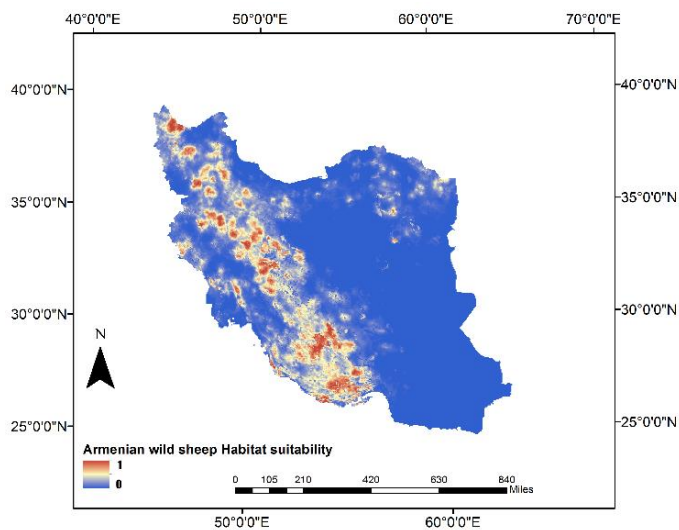 40°0'0"E 50°0'0"E 60°0'0"E 70°0'0"E
40°0'0"N 40°0'0"N
35°0'0"N 35°0'0"N
30°0'0"N 30°0'0"N
N
25°0'0"N 25°0'0"N
Armenian wild sheep Habitat suitability
1
0
0 105 210 420 630 840
Miles
50°0'0"E 60°0'0"E